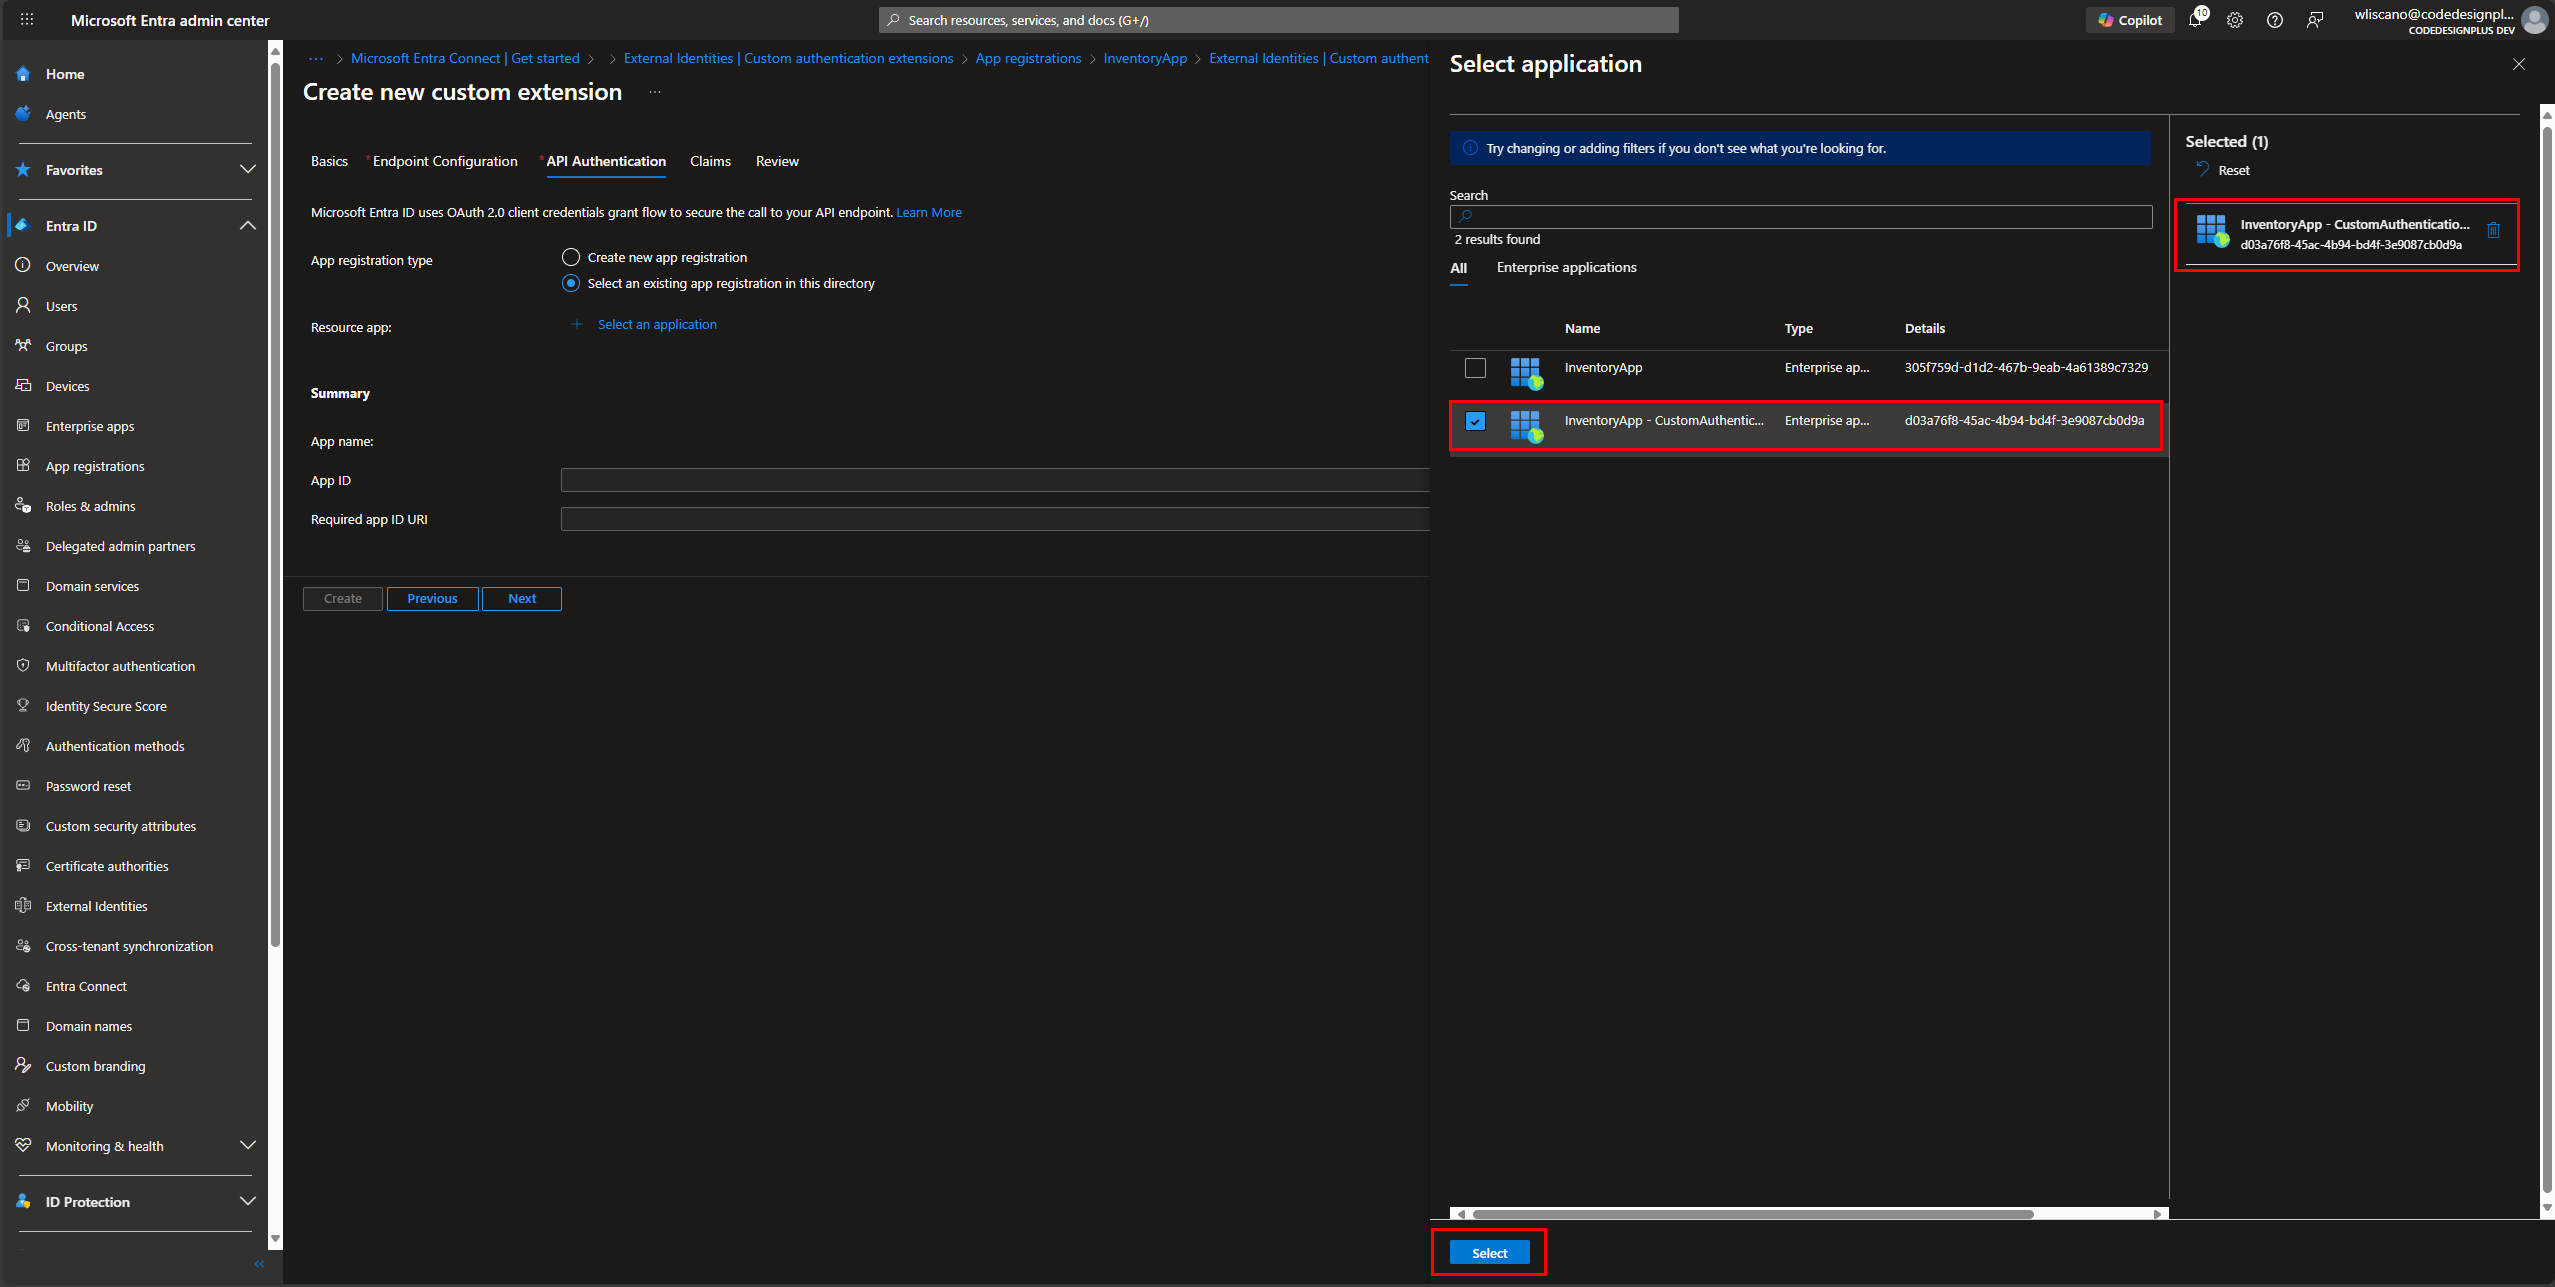 Microsoft Entra admin center
Search resources, services, and docs (G+/)
Copilot
10
wliscano@codedesignpl...
CODEDESIGNPLUS DEV
Home
Agents
Favorites
Entra ID
Overview
Users
Groups
Devices
Enterprise apps
App registrations
Roles & admins
Delegated admin partners
Domain services
Conditional Access
Multifactor authentication
Identity Secure Score
Authentication methods
Password reset
Custom security attributes
Certificate authorities
External Identities
Cross-tenant synchronization
Entra Connect
Domain names
Custom branding
Mobility
Monitoring & health
ID Protection
... > Microsoft Entra Connect | Get started > > External Identities | Custom authentication extensions > App registrations > InventoryApp > External Identities | Custom authent
Create new custom extension ...
Basics * Endpoint Configuration * API Authentication Claims Review
Microsoft Entra ID uses OAuth 2.0 client credentials grant flow to secure the call to your API endpoint. Learn More
App registration type
Create new app registration
Select an existing app registration in this directory
Resource app:
+ Select an application
Summary
App name:
App ID
Required app ID URI
Create Previous Next
Select application
Try changing or adding filters if you don't see what you're looking for.
Search
2 results found
All Enterprise applications
Name Type Details
InventoryApp Enterprise ap... 305f759d-d1d2-467b-9eab-4a61389c7329
InventoryApp - CustomAuthentic... Enterprise ap... d03a76f8-45ac-4b94-bd4f-3e9087cb0d9a
Selected (1)
Reset
InventoryApp - CustomAuthenticatio...
d03a76f8-45ac-4b94-bd4f-3e9087cb0d9a
Select